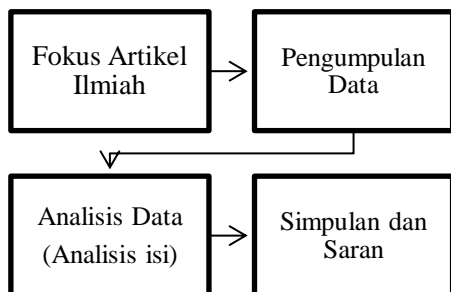 Fokus Artikel
Ilmiah
Pengumpulan
Data
Analisis Data
(Analisis isi)
Simpulan dan
Saran